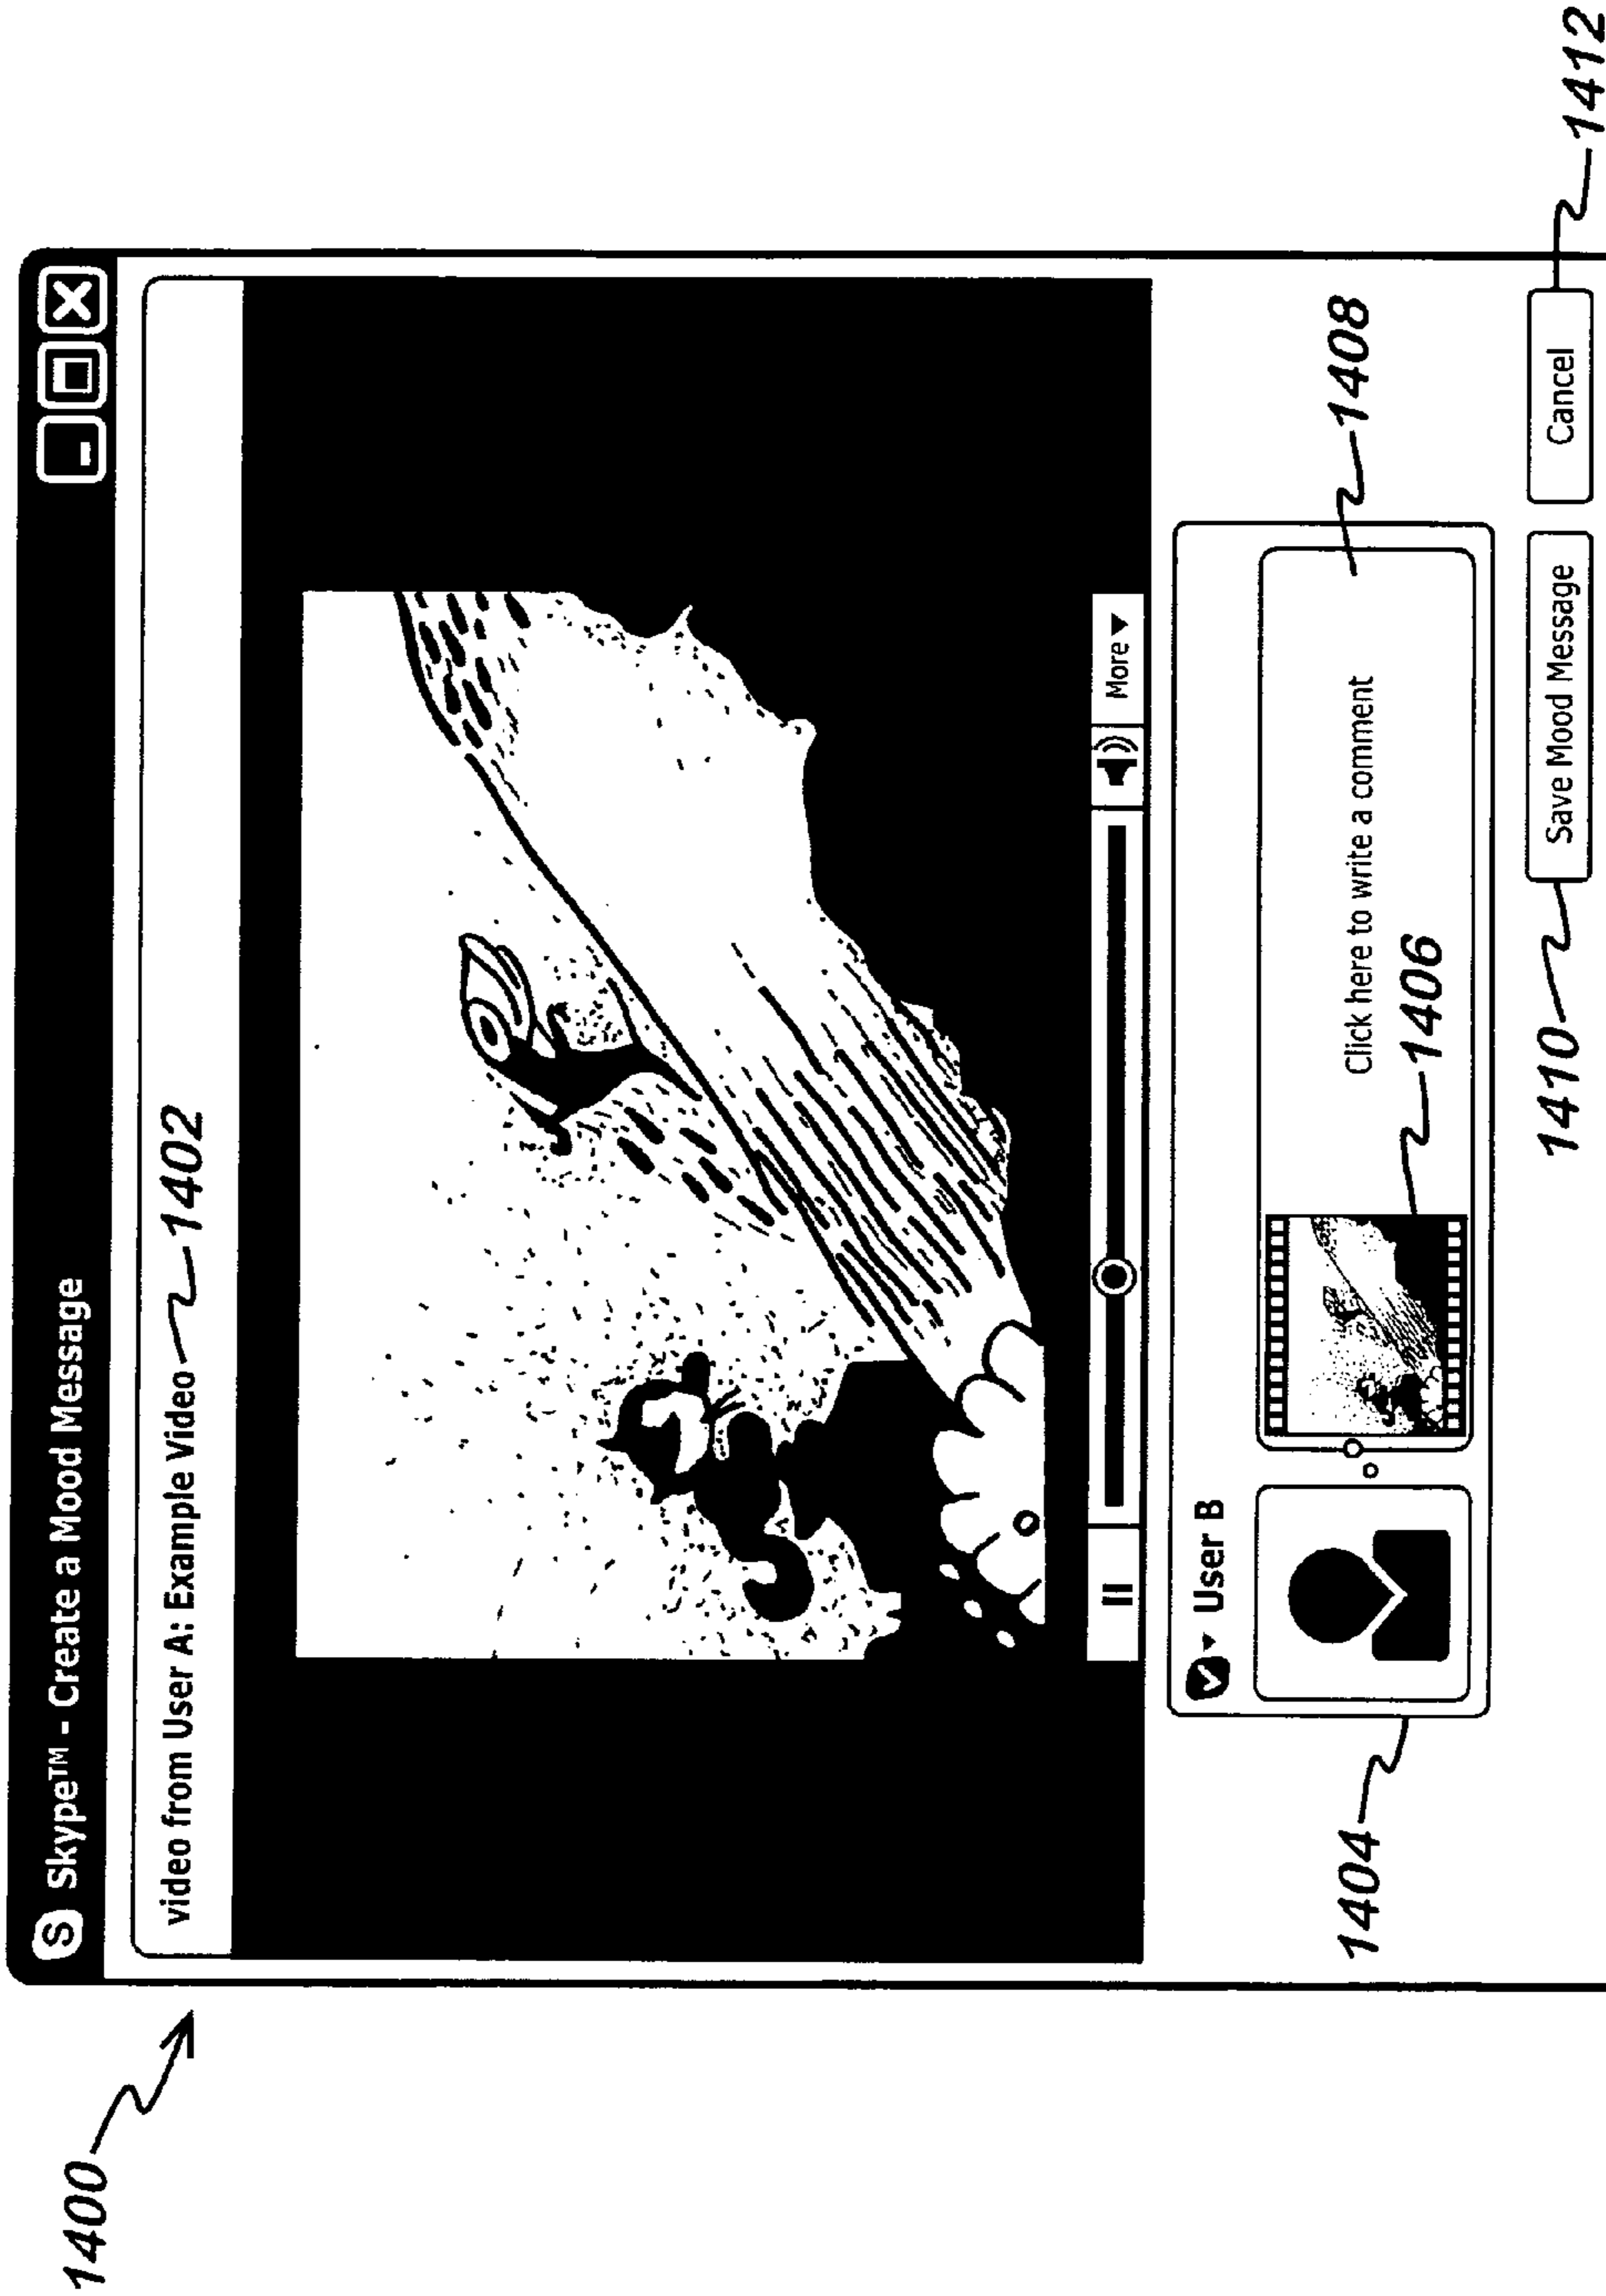 1400
S Skype™ - Create a Mood Message
video from User A: Example Video 1402
More
User B
1404
Click here to write a comment
1406
1408
1410
Save Mood Message
Cancel
1412